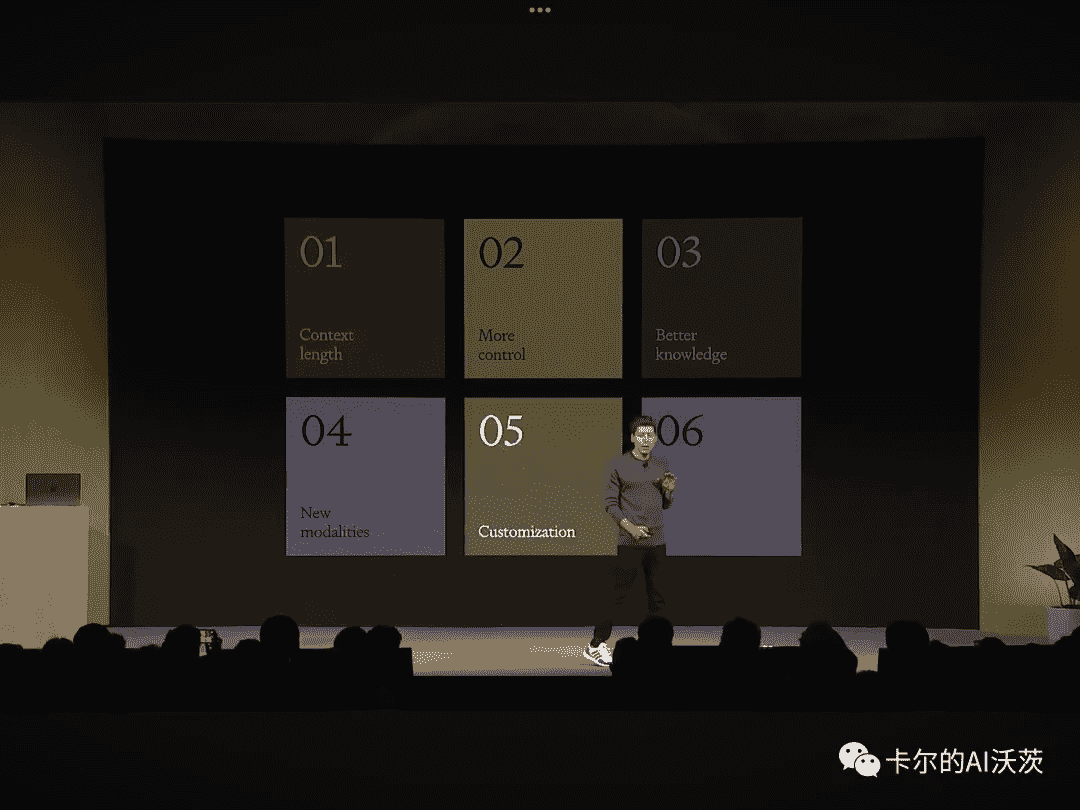 01
Context
length
02
More
control
03
Better
knowledge
04
New
modalities
05
Customization
06
卡尔的AI沃茨